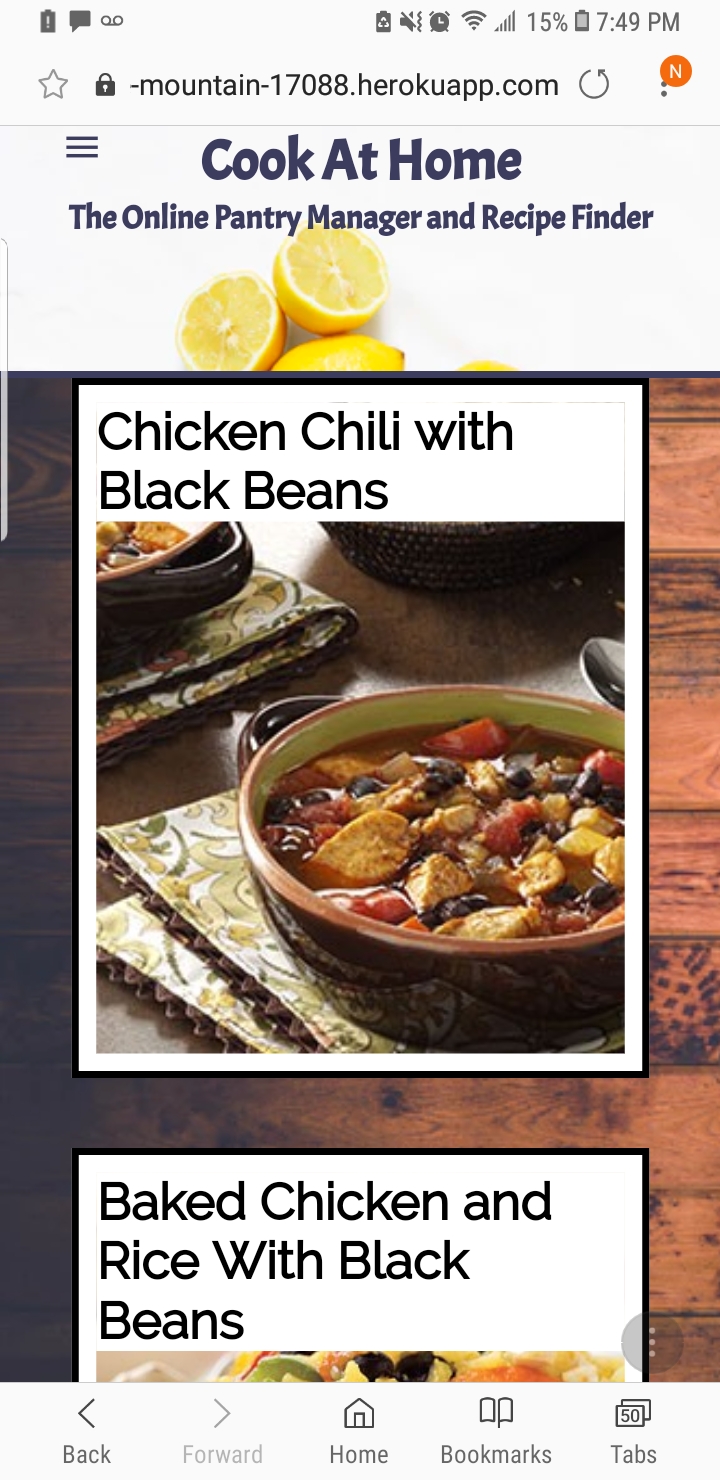 15% 7:49 PM
-mountain-17088.herokuapp.com
N
Cook At Home
The Online Pantry Manager and Recipe Finder
Chicken Chili with
Black Beans
Baked Chicken and
Rice With Black
Beans
50
Back Forward Home Bookmarks Tabs